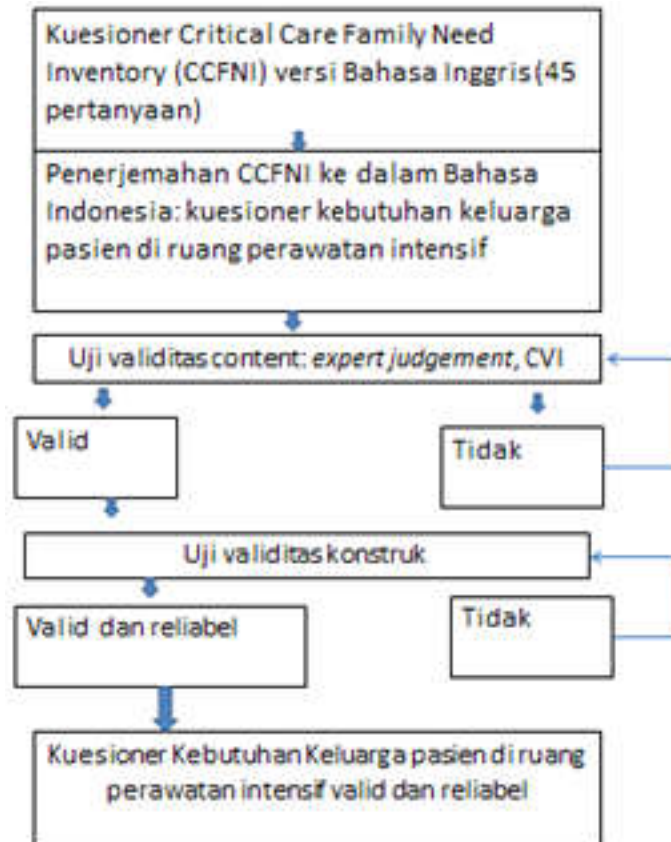 Kuesioner Critical Care Family Need
Inventory (CCFNI) versi Bahasa Inggris (45
pertanyaan)
Penerjemahan CCFNI ke dalam Bahasa
Indonesia: kuesioner kebutuhan keluarga
pasien di ruang perawatan intensif
Uji validitas content: expert judgement, CVI
Valid
Tidak
Uji validitas konstruk
Valid dan reliabel
Tidak
Kuesioner Kebutuhan Keluarga pasien di ruang
perawatan intensif valid dan reliabel